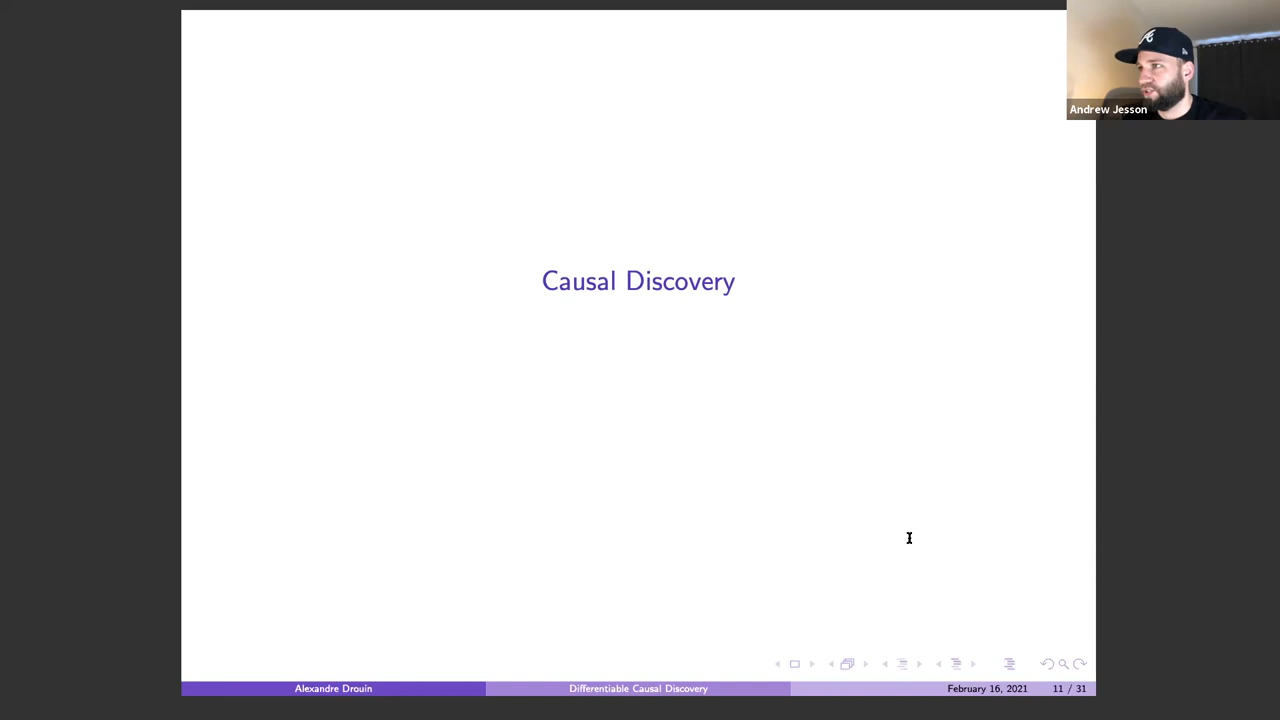 Andrew Jesson
Causal Discovery
Alexandre Drouin
Differentiable Causal Discovery
February 16, 2021
11 / 31